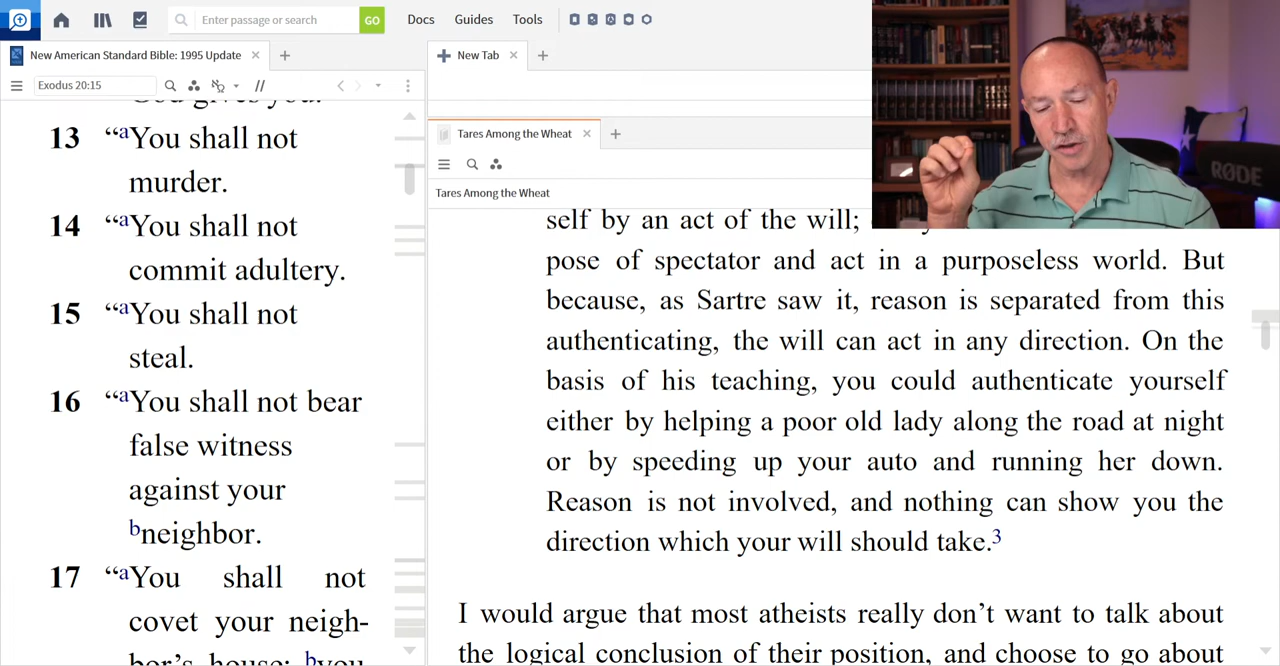 Enter passage or search
GO
Docs
Guides
Tools
New American Standard Bible: 1995 Update
New Tab
Exodus 20:15
God gives you.
13 “aYou shall not
murder.
14 “aYou shall not
commit adultery.
15 “aYou shall not
steal.
16 “aYou shall not bear
false witness
against your
bneighbor.
17 “aYou shall not
covet your neigh-
bor’s house; byou
Tares Among the Wheat
Tares Among the Wheat
self by an act of the will;
pose of spectator and act in a purposeless world. But
because, as Sartre saw it, reason is separated from this
authenticating, the will can act in any direction. On the
basis of his teaching, you could authenticate yourself
either by helping a poor old lady along the road at night
or by speeding up your auto and running her down.
Reason is not involved, and nothing can show you the
direction which your will should take.3
I would argue that most atheists really don’t want to talk about
the logical conclusion of their position, and choose to go about
RØDE